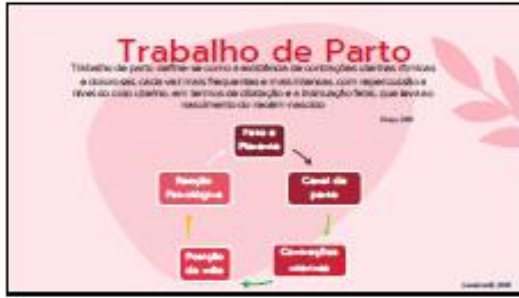 Trabalho de Parto
Trabalho de parto define-se como a existência de contrações uterinas rítmicas
e dolorosas, cada vez mais frequentes e mais intensas, com repercussão a
nível do colo uterino, em termos de dilatação e a fetais, que leva ao
nascimento do recém-nascido
Feto e
Placenta
Reação
Psicológica
Canal de
parto
Posição
da mãe
Contrações
uterinas